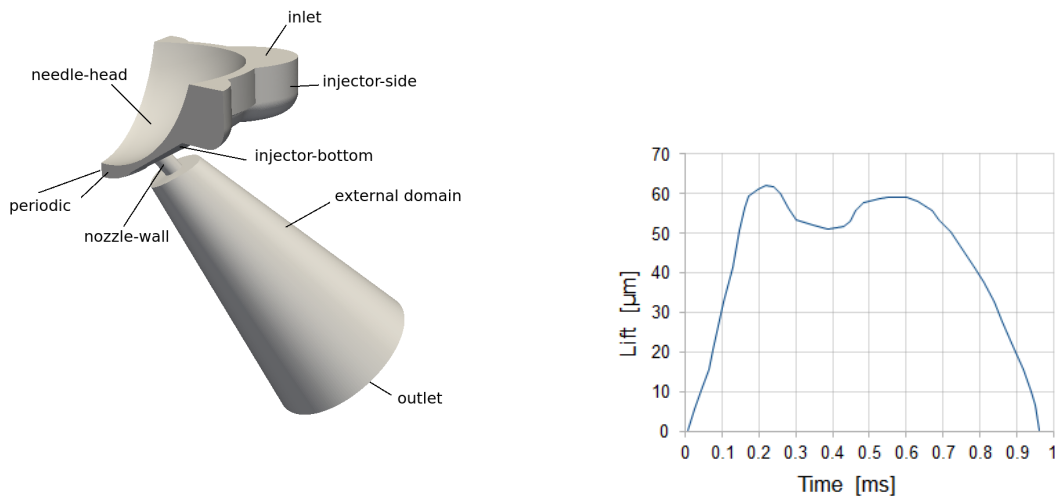 inlet
needle-head
injector-side
injector-bottom
external domain
periodic
nozzle-wall
outlet
70
60
50
40
30
20
10
0
Lift [µm]
0 0.1 0.2 0.3 0.4 0.5 0.6 0.7 0.8 0.9 1
Time [ms]